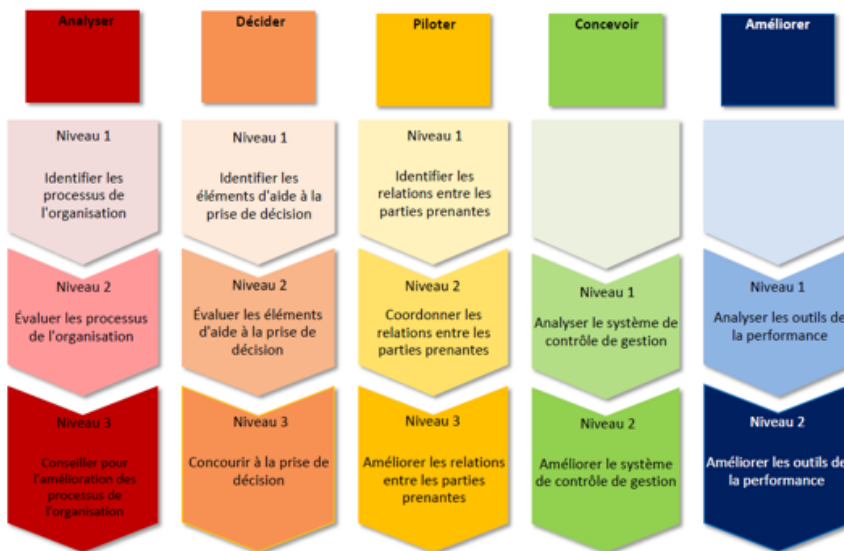 Analyser
Décider
Piloter
Concevoir
Améliorer
Niveau 1
Identifier les
processus de
l'organisation
Niveau 1
Identifier les
éléments d'aide à la
prise de décision
Niveau 1
Identifier les
relations entre les
parties prenantes
Niveau 2
Évaluer les processus
de l'organisation
Niveau 2
Évaluer les éléments
d'aide à la prise de
décision
Niveau 2
Coordonner les
relations entre les
parties prenantes
Niveau 1
Analyser le système de
contrôle de gestion
Niveau 1
Analyser les outils de
la performance
Niveau 3
Conseiller pour
l'amélioration des
processus de
l'organisation
Niveau 3
Concourir à la prise de
décision
Niveau 3
Améliorer les relations
entre les parties
prenantes
Niveau 2
Améliorer le système
de contrôle de gestion
Niveau 2
Améliorer les outils de
la performance